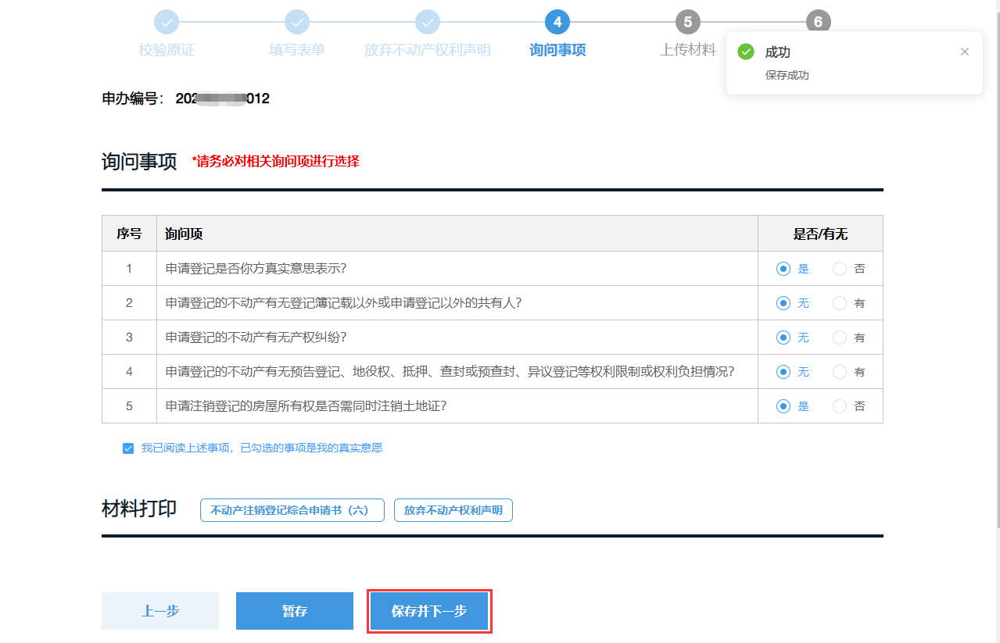 4 5 6
校验原证 填写表单 放弃不动产权利声明 询问事项 上传材料
成功
保存成功
申办编号： 202 012
询问事项 *请务必对相关询问项进行选择
序号 询问项 是否/有无
1 申请登记是否你方真实意思表示? 是 否
2 申请登记的不动产有无登记簿记载以外或申请登记以外的共有人? 无 有
3 申请登记的不动产有无产权纠纷? 无 有
4 申请登记的不动产有无预告登记、地役权、抵押、查封或预查封、异议登记等权利限制或权利负担情况? 无 有
5 申请注销登记的房屋所有权是否需同时注销土地证? 是 否
我已阅读上述事项，已勾选的事项是我的真实意愿
材料打印 不动产注销登记综合申请书（六） 放弃不动产权利声明
上一步 暂存 保存并下一步